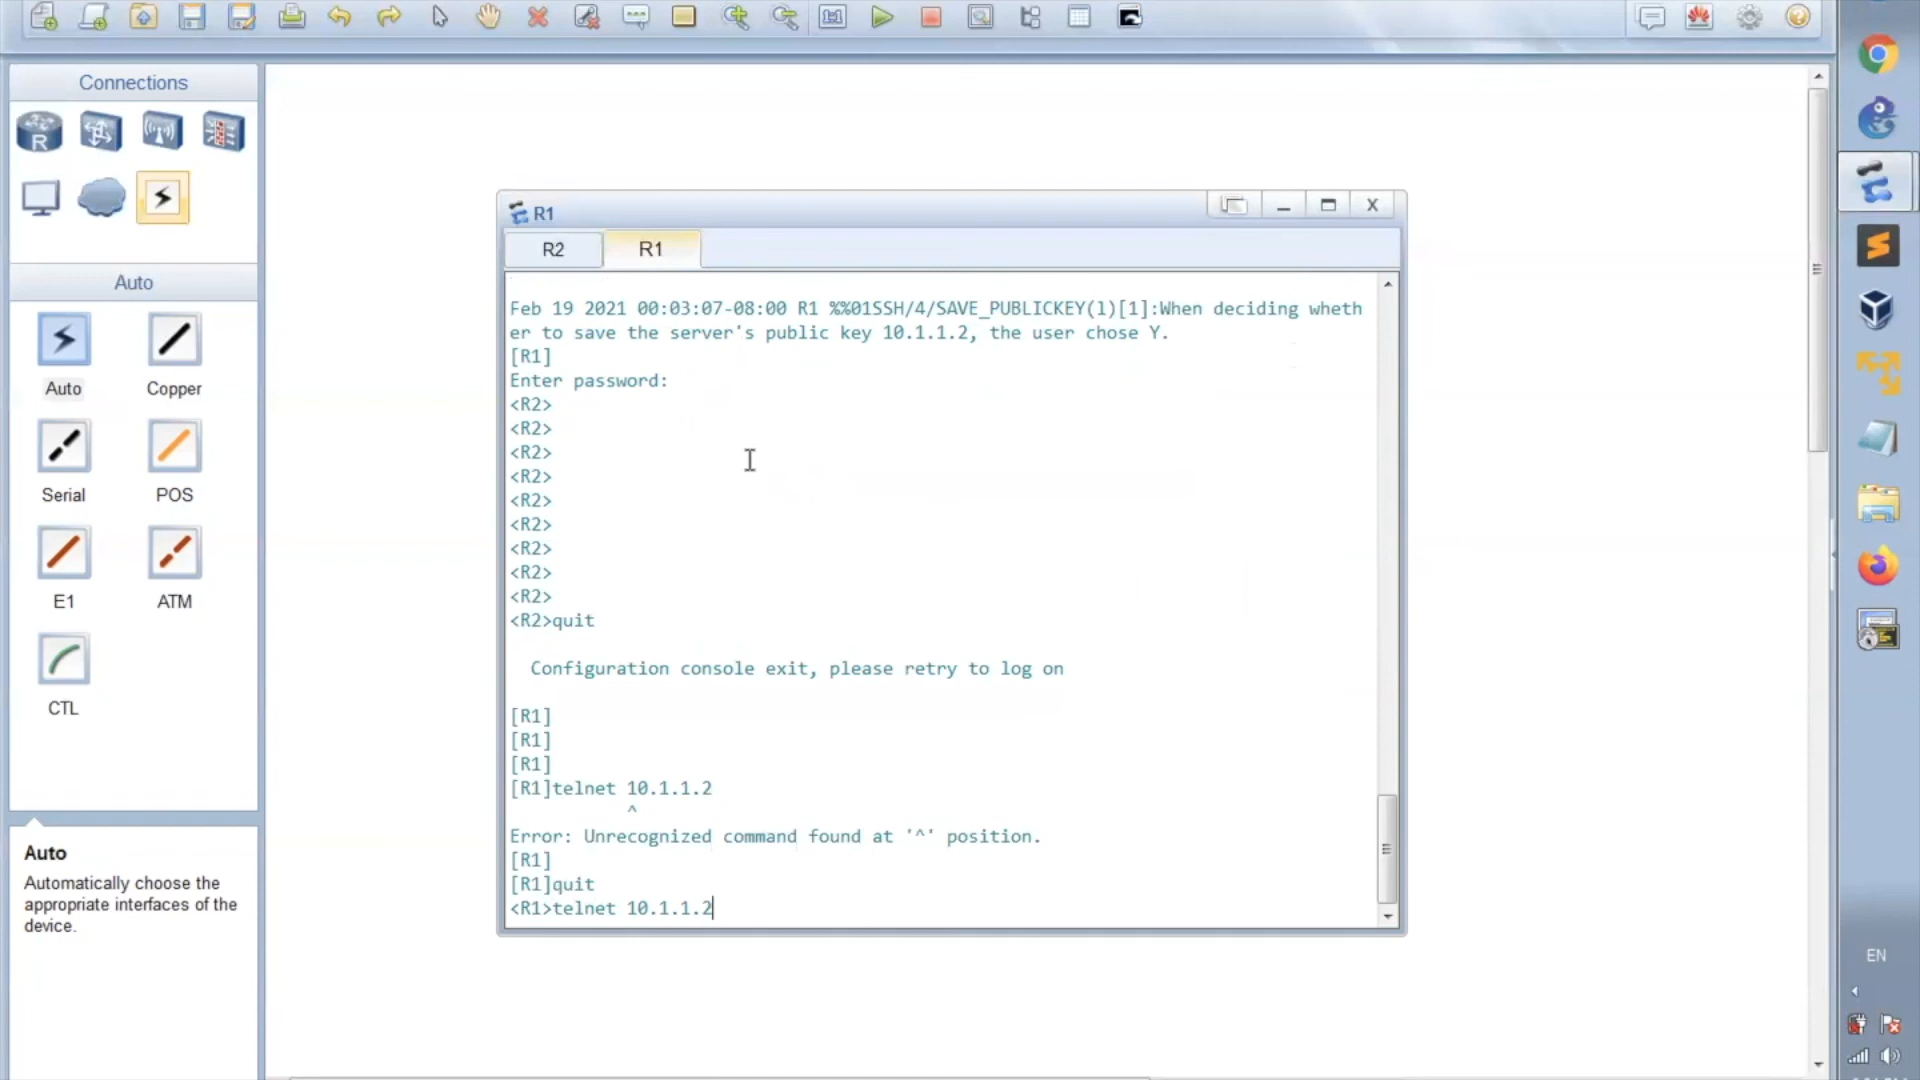 Connections
R
Auto
Auto
Copper
Serial
POS
E1
ATM
CTL
Auto
Automatically choose the
appropriate interfaces of the
device.
R1
X
R2
R1
Feb 19 2021 00:03:07-08:00 R1 %%01SSH/4/SAVE_PUBLICKEY(l)[1]:When deciding wheth
er to save the server's public key 10.1.1.2, the user chose Y.
[R1]
Enter password:
<R2>
<R2>
<R2>
<R2>
<R2>
<R2>
<R2>
<R2>
<R2>
<R2>quit
Configuration console exit, please retry to log on
[R1]
[R1]
[R1]
[R1]telnet 10.1.1.2
^
Error: Unrecognized command found at '^' position.
[R1]
[R1]quit
<R1>telnet 10.1.1.2
EN